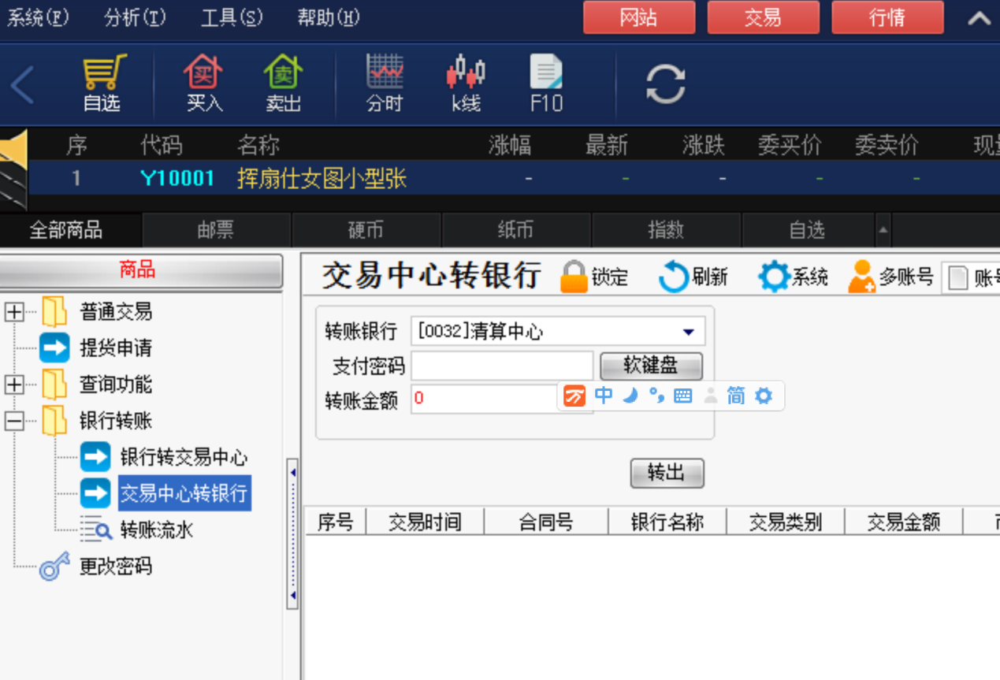 系统(F) 分析(T) 工具(S) 帮助(H) 网站 交易 行情
自选 买入 卖出 分时 k线 F10
买 卖
序 代码 名称 涨幅 最新 涨跌 委买价 委卖价 现
1 Y10001 挥扇仕女图小型张 - - - - -
全部商品 邮票 硬币 纸币 指数 自选
商品
普通交易
提货申请
查询功能
银行转账
银行转交易中心
交易中心转银行
转账流水
更改密码
交易中心转银行 锁定 刷新 系统 多账号 账号
转账银行 [0032]清算中心
支付密码 软键盘
转账金额 0
万 中 简
转出
序号 交易时间 合同号 银行名称 交易类别 交易金额